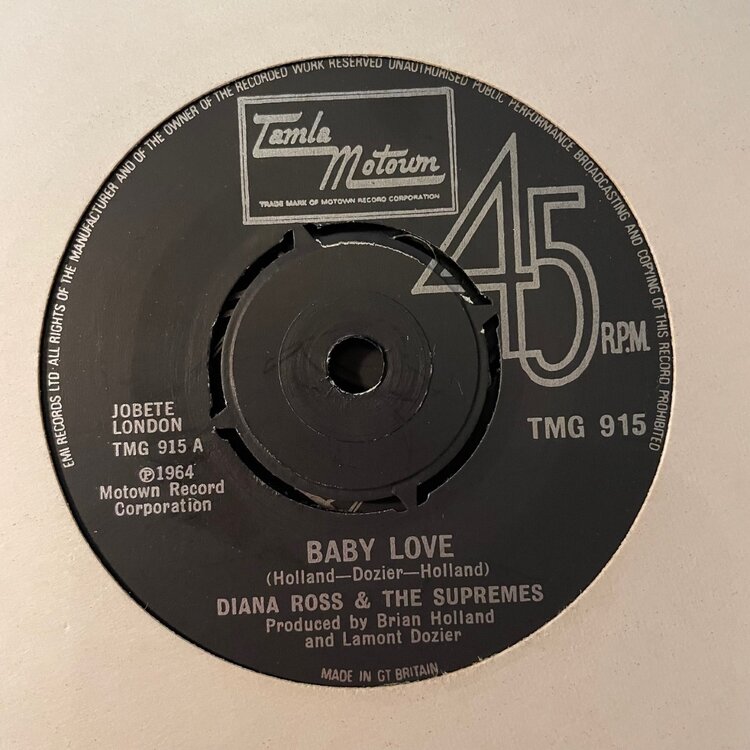 EMI RECORDS LTD · ALL RIGHTS OF THE MANUFACTURER AND OF THE OWNER OF THE RECORDED WORK RESERVED UNAUTHORISED PUBLIC PERFORMANCE BROADCASTING AND COPYING OF THIS RECORD PROHIBITED
Tamla
Motown
TRADE MARK OF MOTOWN RECORD CORPORATION
45
R.P.M.
JOBETE
LONDON
TMG 915 A
℗1964
Motown Record
Corporation
TMG 915
BABY LOVE
(Holland—Dozier—Holland)
DIANA ROSS & THE SUPREMES
Produced by Brian Holland
and Lamont Dozier
MADE IN GT BRITAIN